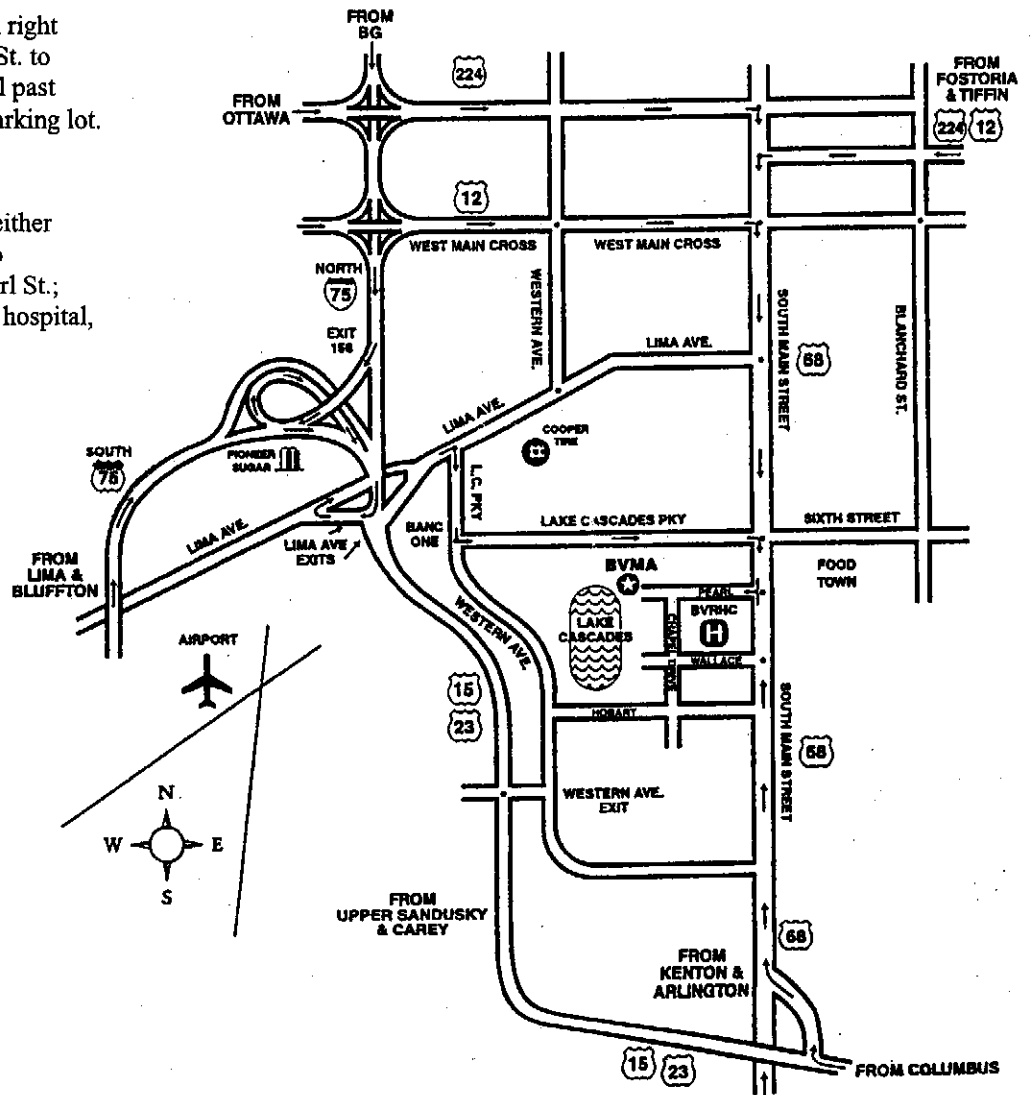 right
St. to
l past
arking lot.
either
rl St.;
hospital,
FROM
BG
224
FROM
OTTAWA
FROM
FOSTORIA
& TIFFIN
224 12
12
WEST MAIN CROSS
WEST MAIN CROSS
NORTH
75
EXIT
156
WESTERN AVE.
SOUTH MAIN STREET
68
BLANCHARD ST.
LIMA AVE.
LIMA AVE.
COOPER
TIRE
SOUTH
75
PIONEER
SUGAR
L.C. PKY
LIMA AVE.
BANC
ONE
LAKE CASCADES PKY
SIXTH STREET
LIMA AVE
EXITS
FROM
LIMA &
BLUFFTON
FOOD
TOWN
BVMA
PEARL
BVRHC
H
LAKE
CASCADES
CHAPEL DRIVE
WALLACE
WESTERN AVE.
AIRPORT
15
23
HOBART
SOUTH MAIN STREET
68
WESTERN AVE.
EXIT
N
W E
S
FROM
UPPER SANDUSKY
& CAREY
68
FROM
KENTON &
ARLINGTON
15 23
FROM COLUMBUS